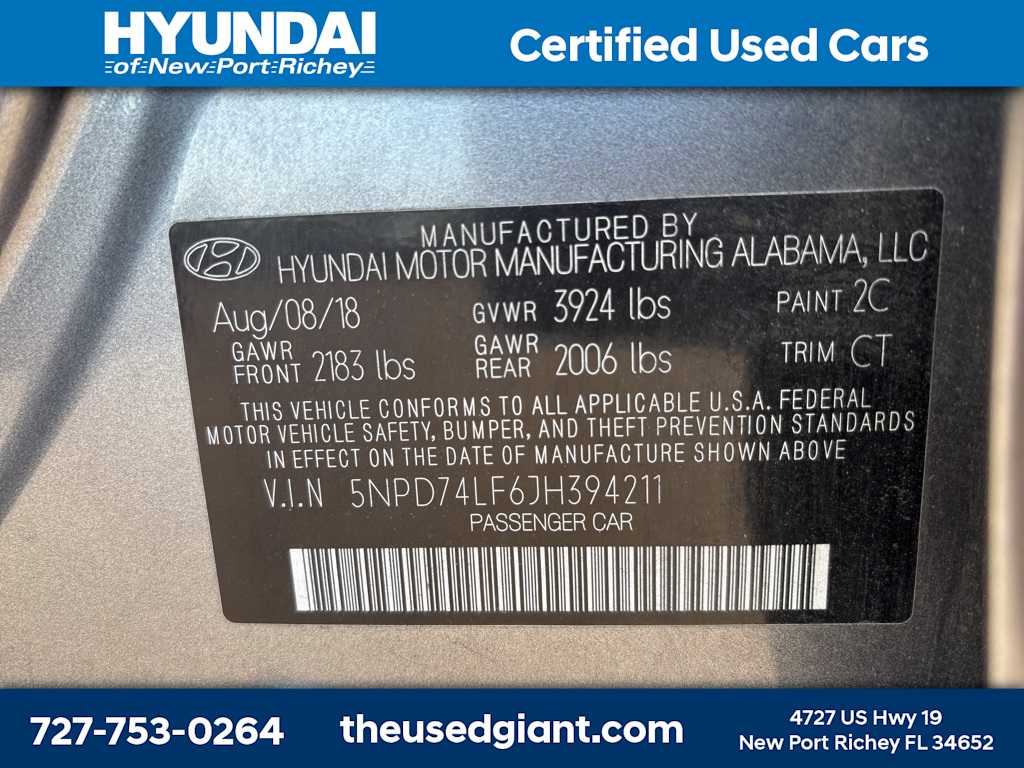 HYUNDAI
of New Port Richey
Certified Used Cars
MANUFACTURED BY
HYUNDAI MOTOR MANUFACTURING ALABAMA, LLC
Aug/08/18 GVWR 3924 lbs PAINT 2C
GAWR FRONT 2183 lbs GAWR REAR 2006 lbs TRIM CT
THIS VEHICLE CONFORMS TO ALL APPLICABLE U.S.A. FEDERAL
MOTOR VEHICLE SAFETY, BUMPER, AND THEFT PREVENTION STANDARDS
IN EFFECT ON THE DATE OF MANUFACTURE SHOWN ABOVE
V.I.N 5NPD74LF6JH394211
PASSENGER CAR
727-753-0264
theusedgiant.com
4727 US Hwy 19
New Port Richey FL 34652